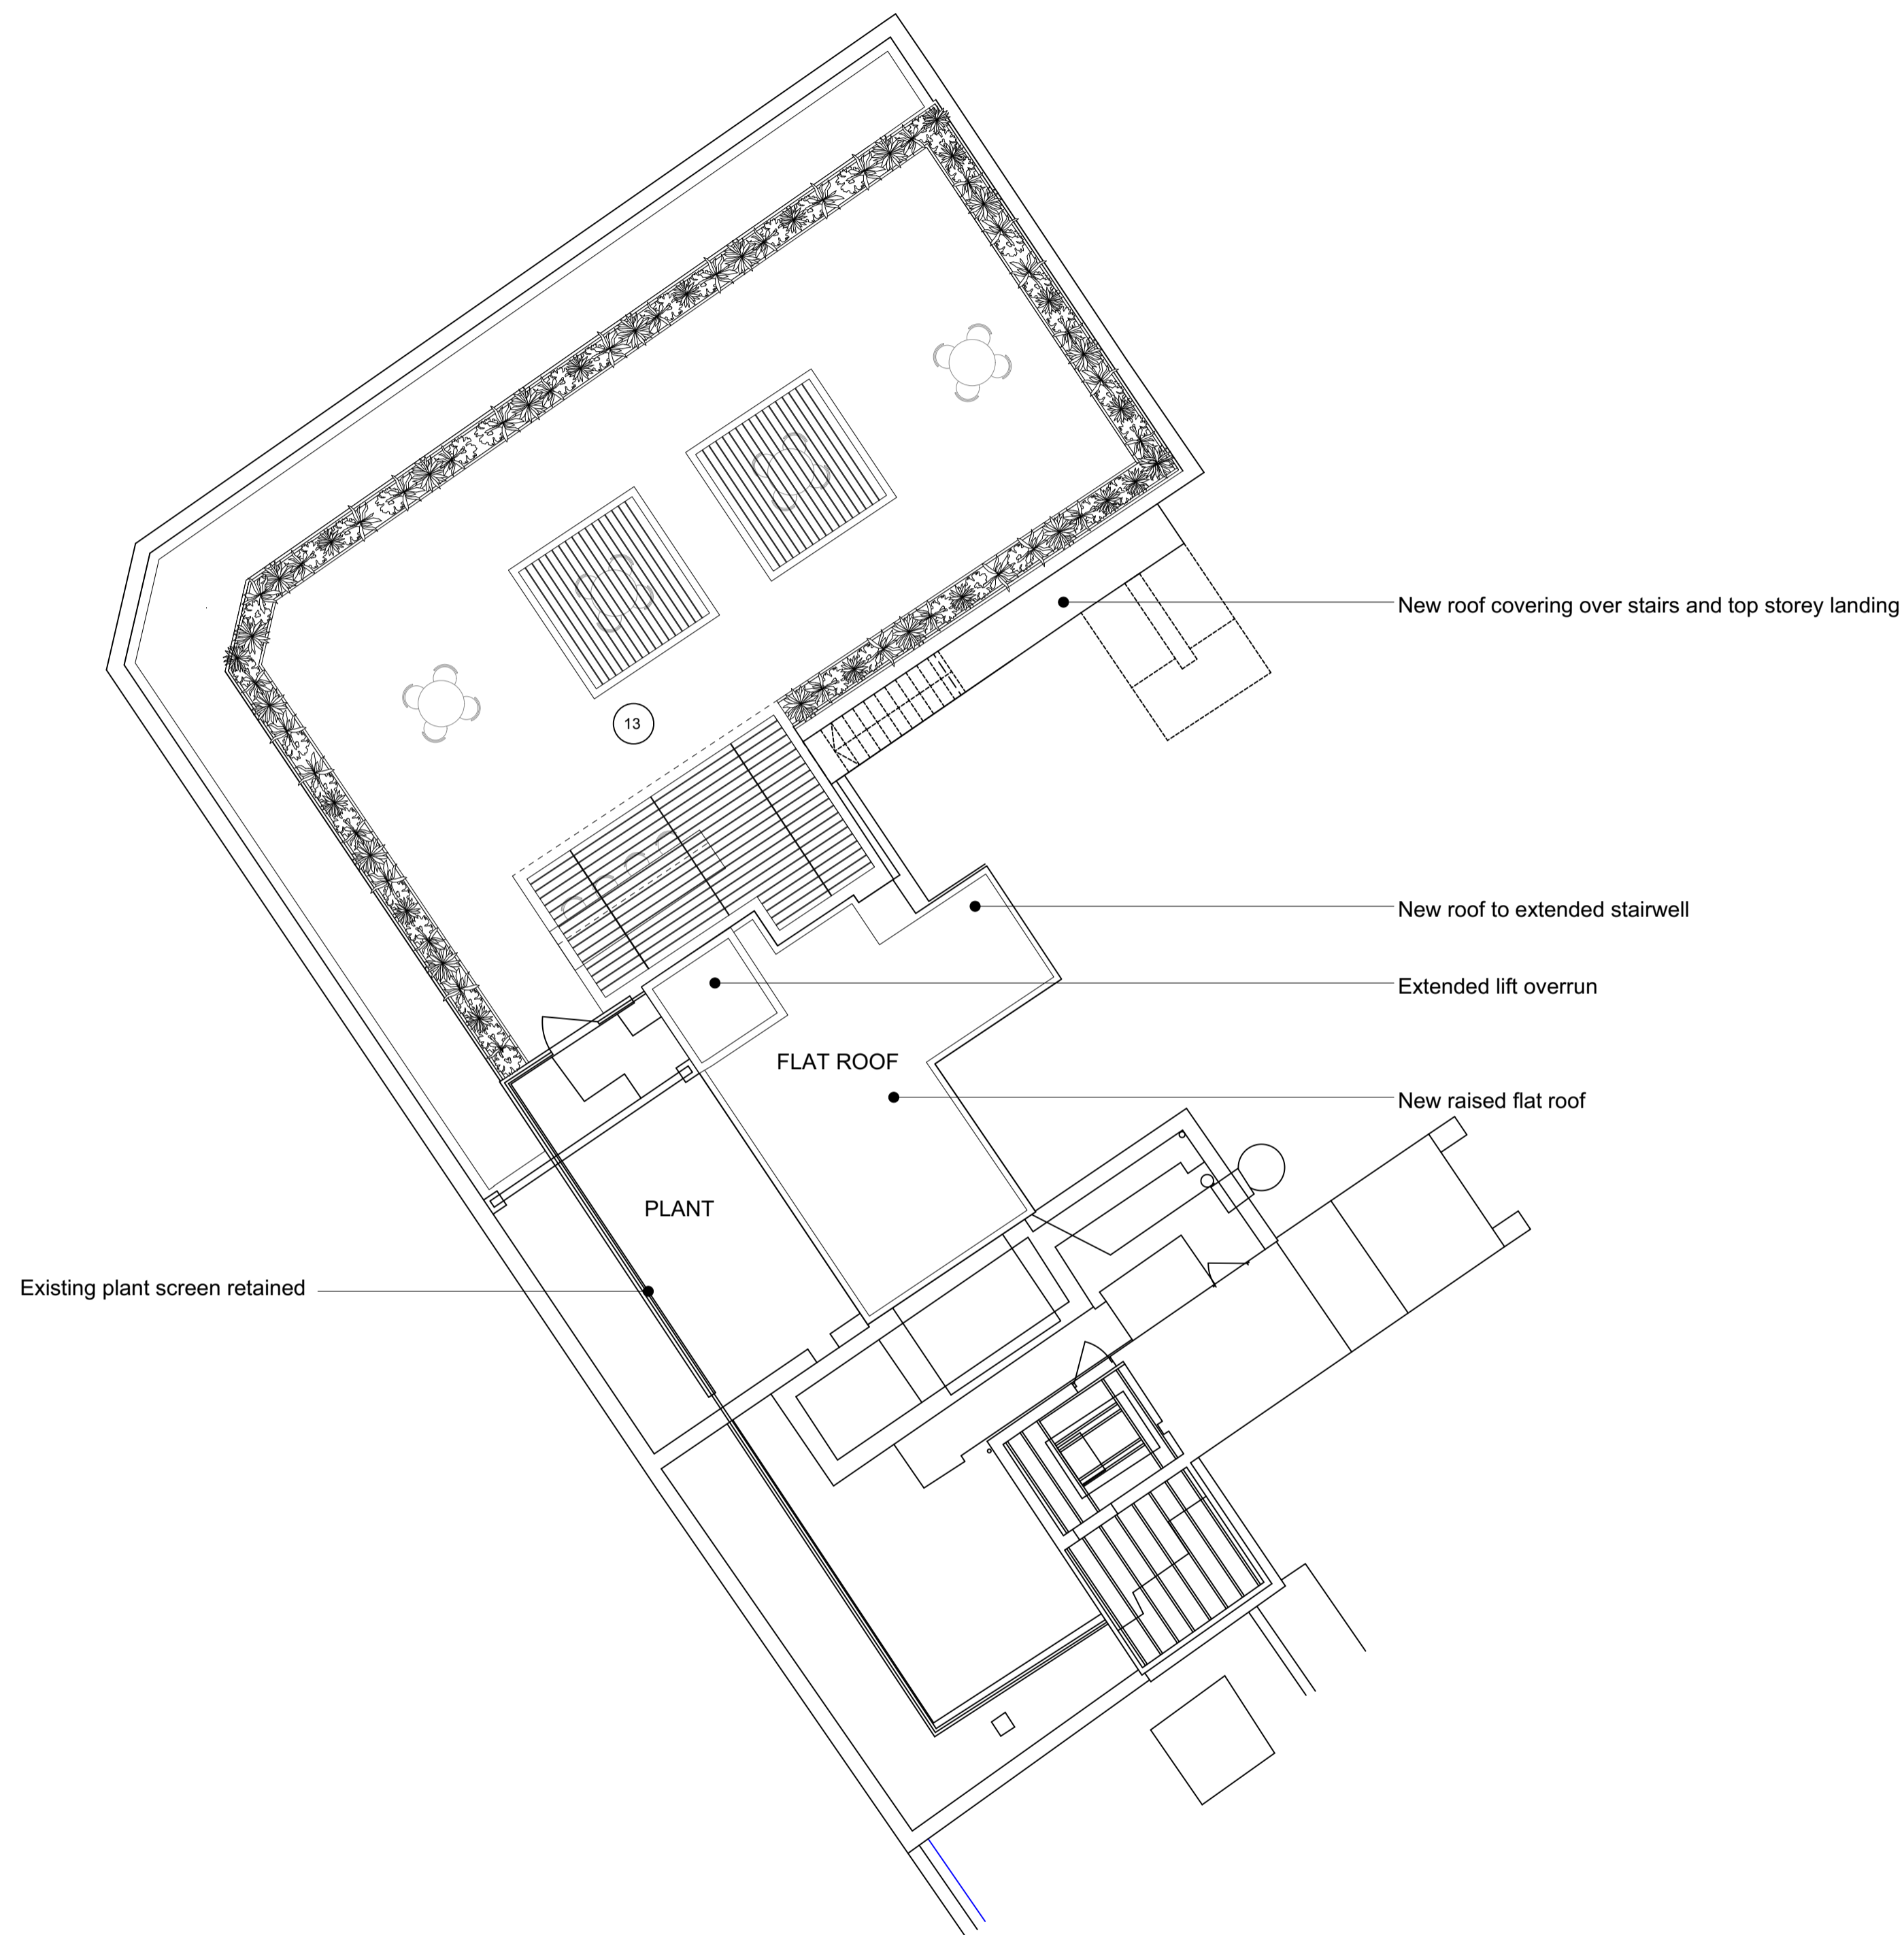 New roof covering over stairs and top storey landing
13
New roof to extended stairwell
Extended lift overrun
FLAT ROOF
New raised flat roof
PLANT
Existing plant screen retained